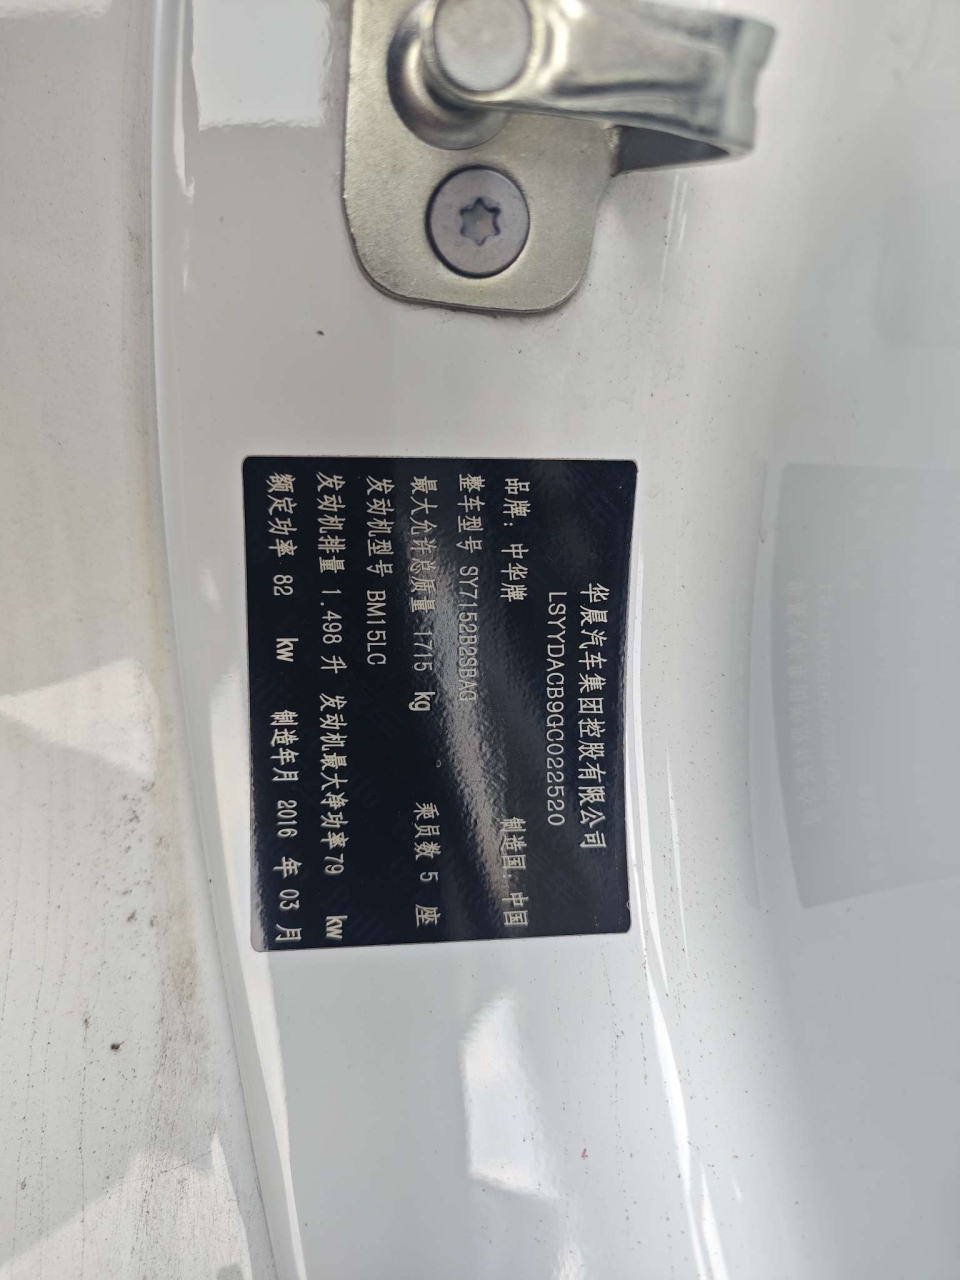 华晨汽车集团控股有限公司
LSYYDACB9GC022520
品牌: 中华牌 制造国: 中国
整车型号 SY7152B2SBAG
最大允许总质量 1715 kg 乘员数 5 座
发动机型号 BM15LC
发动机排量 1.498 升 发动机最大净功率79 kw
额定功率 82 kw 制造年月 2016 年 03 月